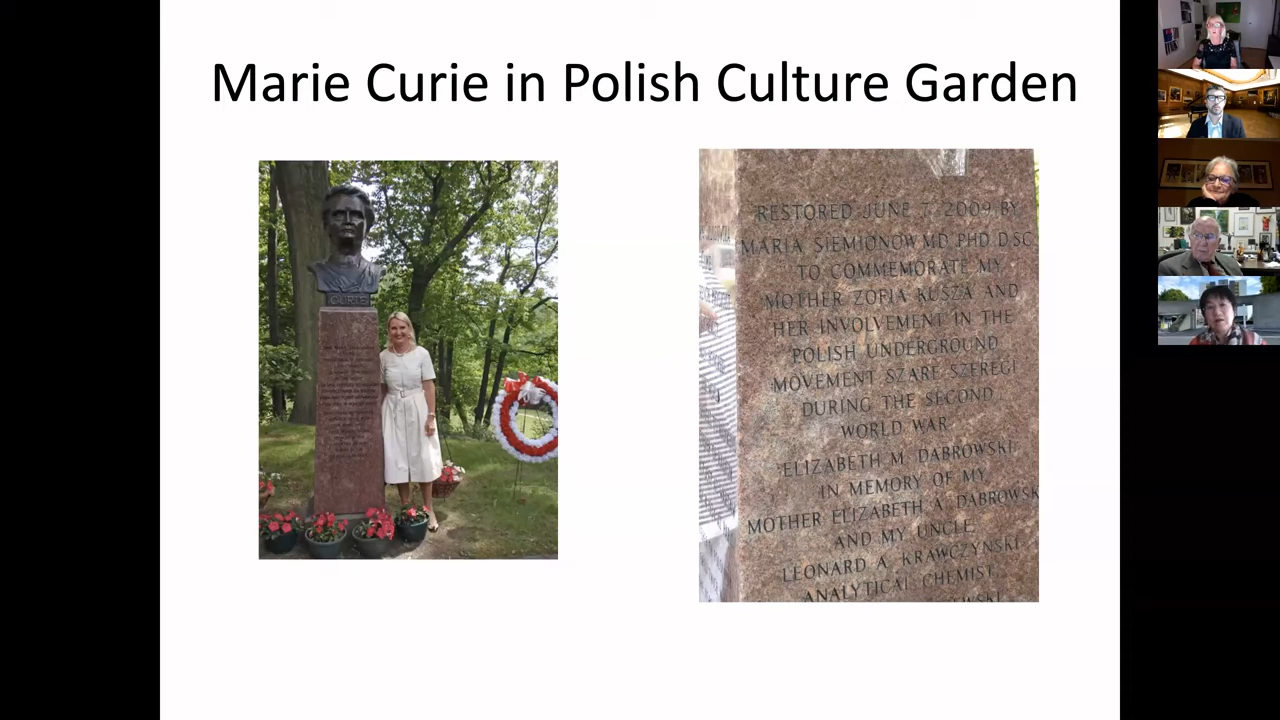 Marie Curie in Polish Culture Garden
CURIE
RESTORED JUNE 7, 2009 BY
MARIA SIEMIONOW MD PHD D.SC.
TO COMMEMORATE MY
MOTHER ZOFIA KUSZA AND
HER INVOLVEMENT IN THE
POLISH UNDERGROUND
MOVEMENT SZARE SZEREGI
DURING THE SECOND
WORLD WAR
ELIZABETH M. DABROWSKI
IN MEMORY OF MY
MOTHER ELIZABETH A. DABROWSK
AND MY UNCLE,
LEONARD A. KRAWCZYNSKI
ANALYTICAL CHEMIST